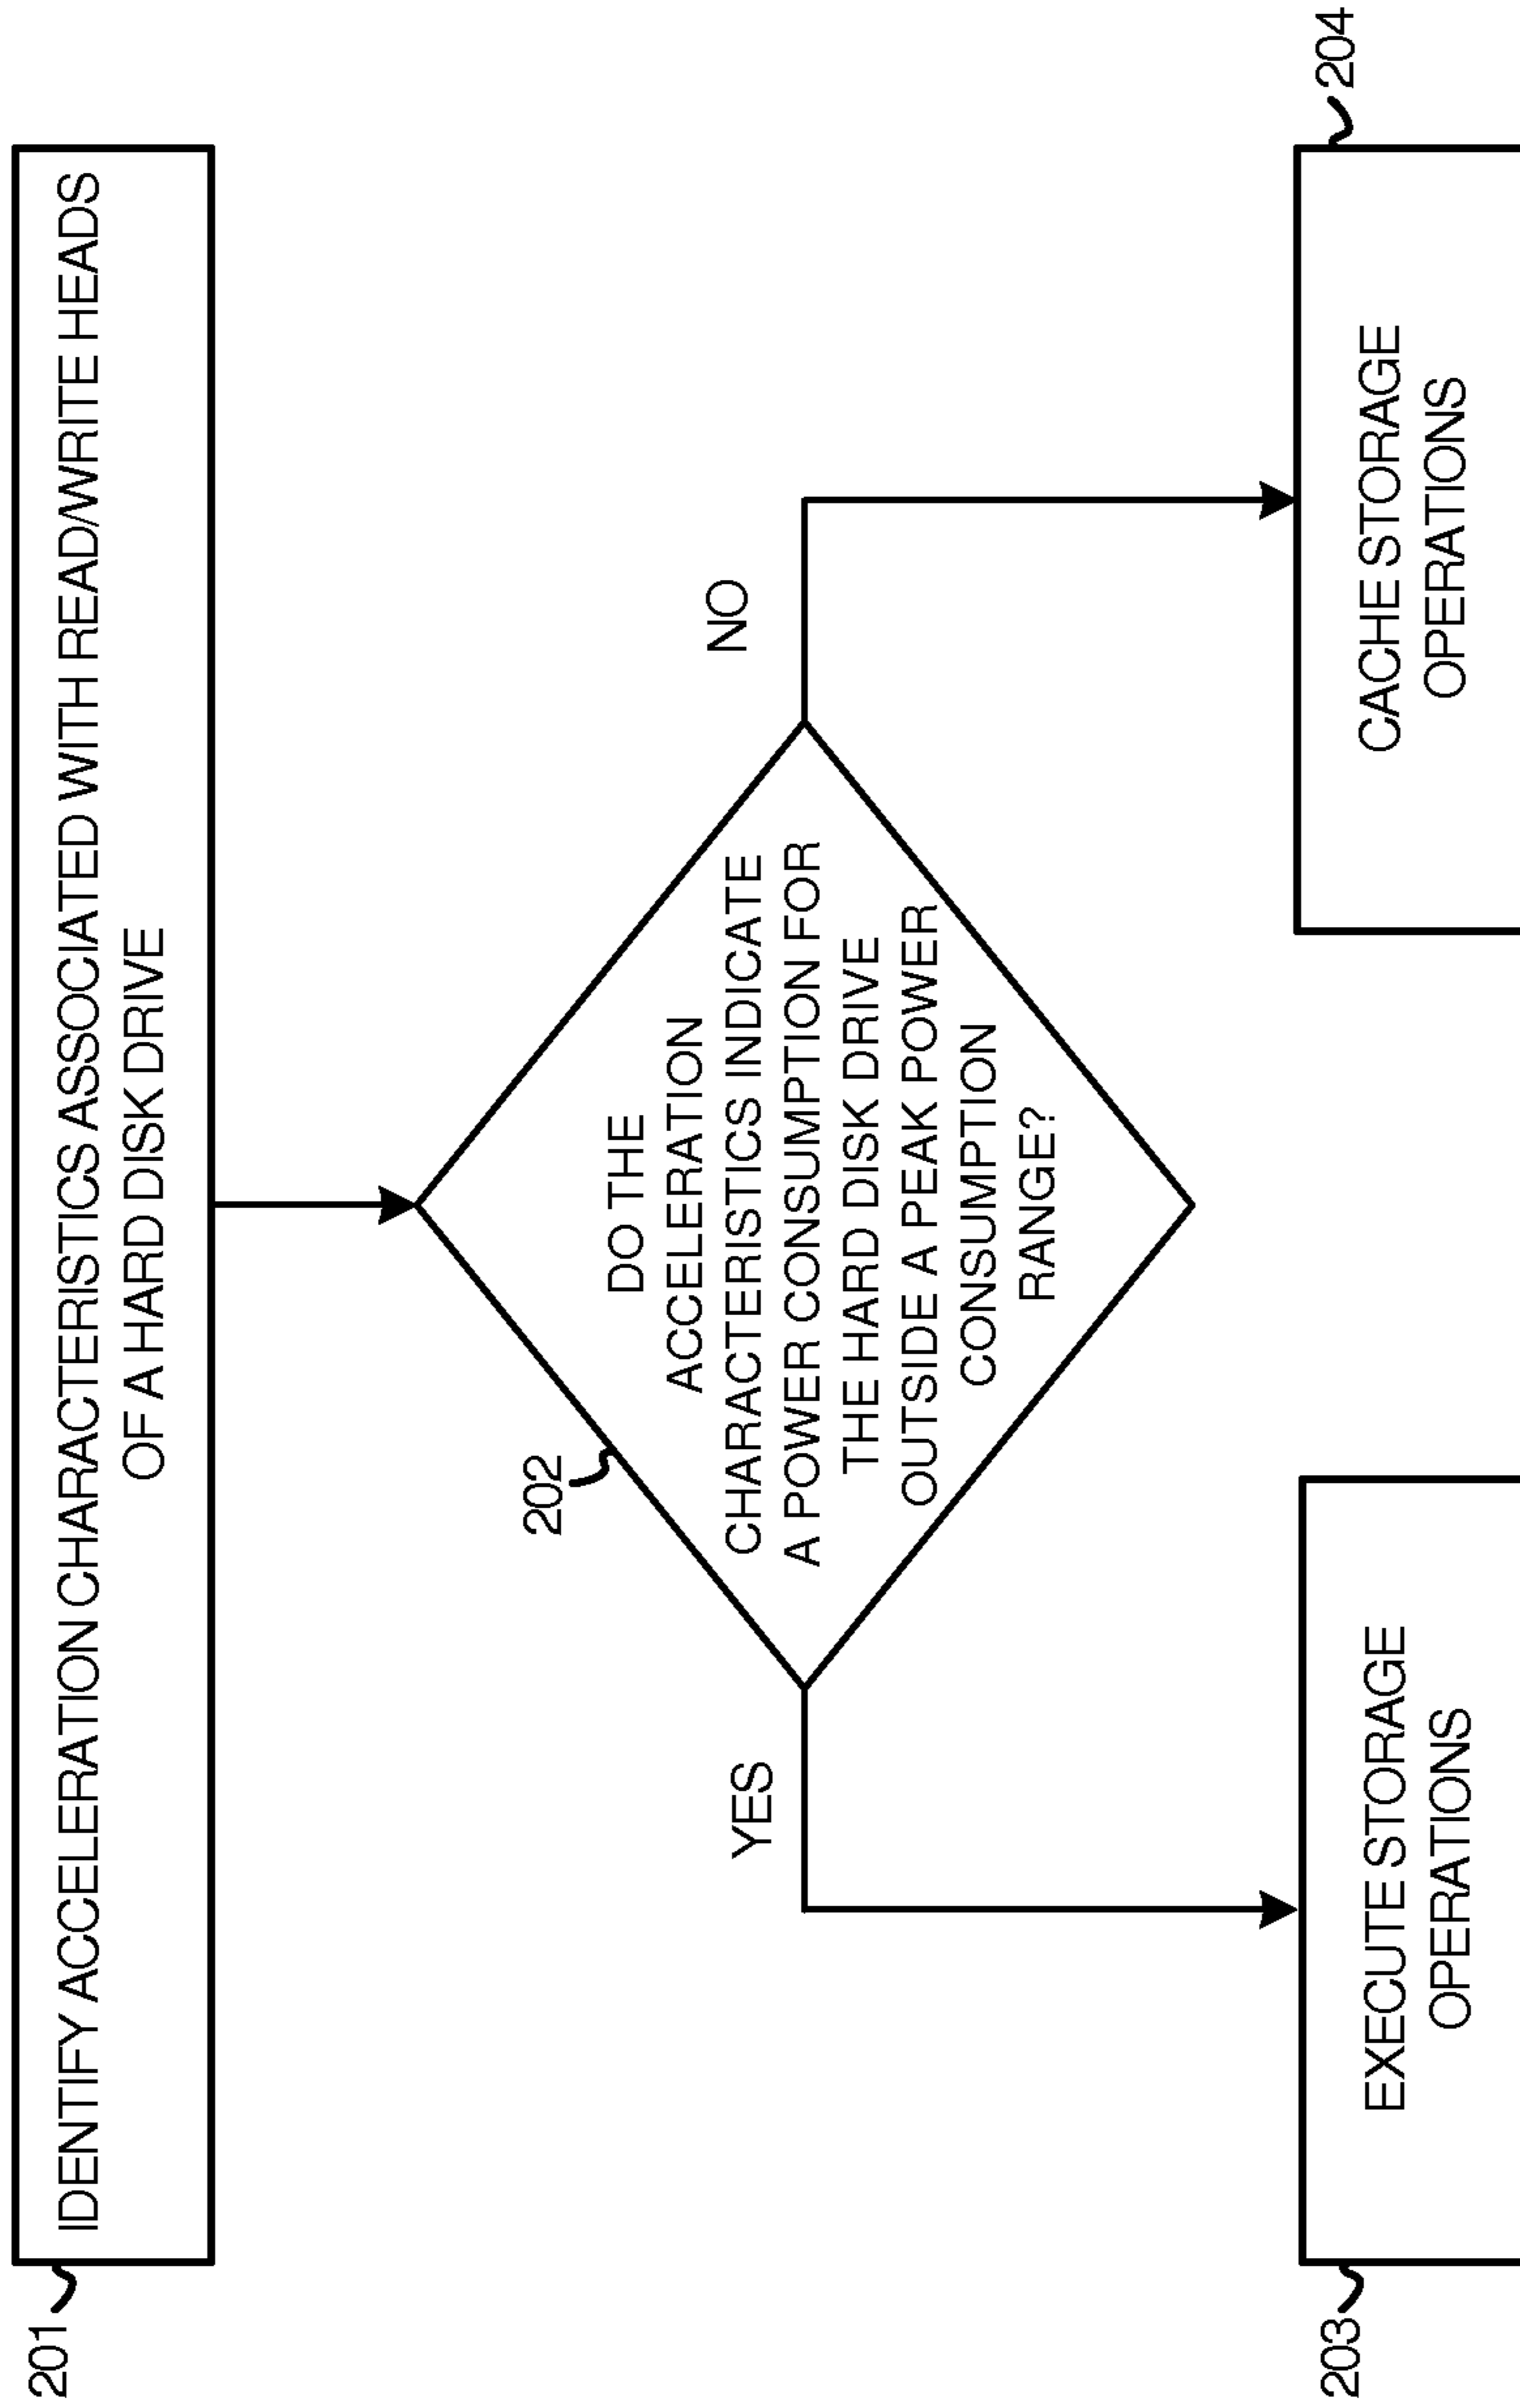 201
IDENTIFY ACCELERATION CHARACTERISTICS ASSOCIATED WITH READ/WRITE HEADS
OF A HARD DISK DRIVE
202
DO THE
ACCELERATION
CHARACTERISTICS INDICATE
A POWER CONSUMPTION FOR
THE HARD DISK DRIVE
OUTSIDE A PEAK POWER
CONSUMPTION
RANGE?
YES
NO
203
EXECUTE STORAGE
OPERATIONS
204
CACHE STORAGE
OPERATIONS